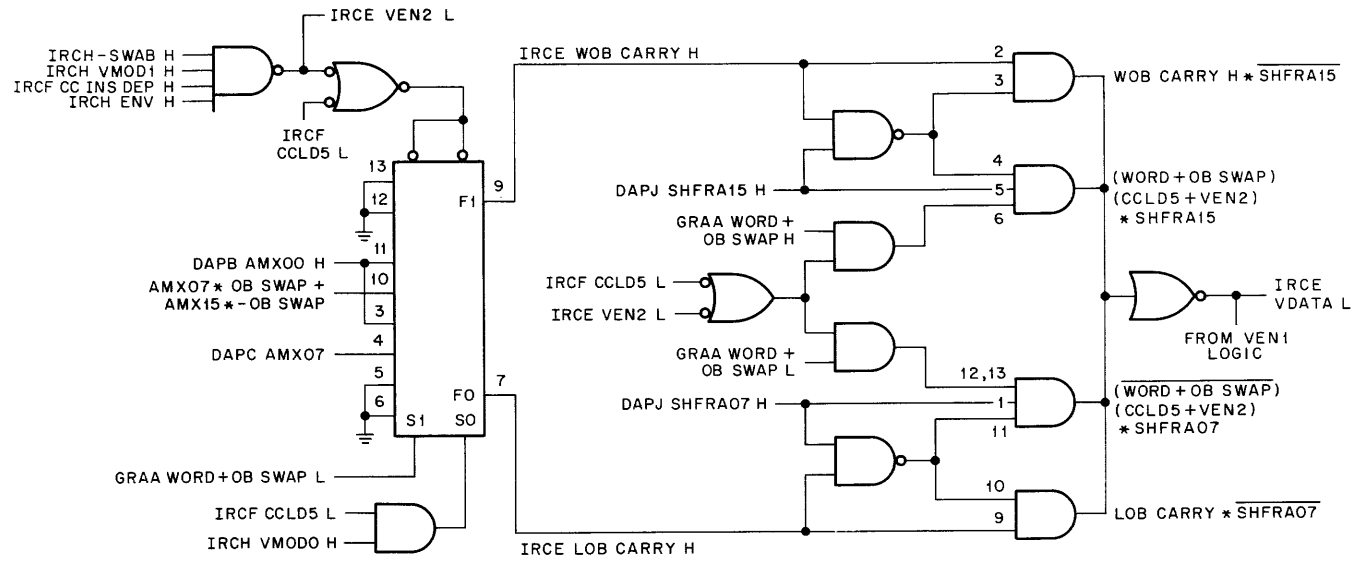 IRCE VEN2 L
IRCH-SWAB H
IRCH VMOD1 H
IRCF CC INS DEP H
IRCH ENV H
IRCF
CCLD5 L
IRCE WOB CARRY H
2
3
WOB CARRY H * SHFRA15
13
12
9
F1
11
10
3
4
5
6
F0
7
S1
S0
DAPB AMX00 H
AMX07 * OB SWAP +
AMX15 * -OB SWAP
DAPC AMX07
GRAA WORD+OB SWAP L
IRCF CCLD5 L
IRCH VMOD0 H
DAPJ SHFRA15 H
4
5
6
(WORD+OB SWAP)
(CCLD5+VEN2)
* SHFRA15
GRAA WORD +
OB SWAP H
IRCF CCLD5 L
IRCE VEN2 L
GRAA WORD +
OB SWAP L
IRCE
VDATA L
FROM VEN1
LOGIC
DAPJ SHFRA07 H
12,13
1
11
(WORD+OB SWAP)
(CCLD5+VEN2)
* SHFRA07
10
9
LOB CARRY * SHFRA07
IRCE LOB CARRY H